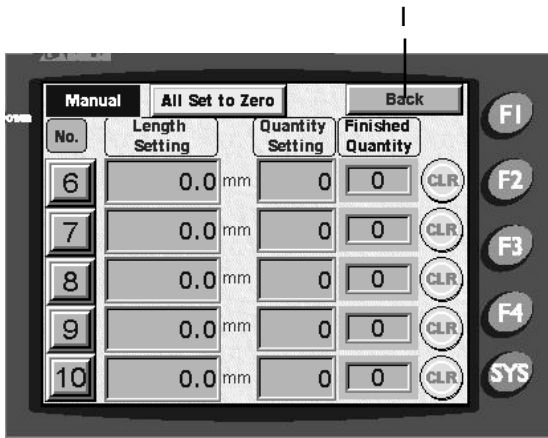 I
Manual All Set to Zero Back
F1
No. Length Setting Quantity Setting Finished Quantity
6 0.0 mm 0 0 CLR F2
7 0.0 mm 0 0 CLR F3
8 0.0 mm 0 0 CLR
9 0.0 mm 0 0 CLR F4
10 0.0 mm 0 0 CLR SYS